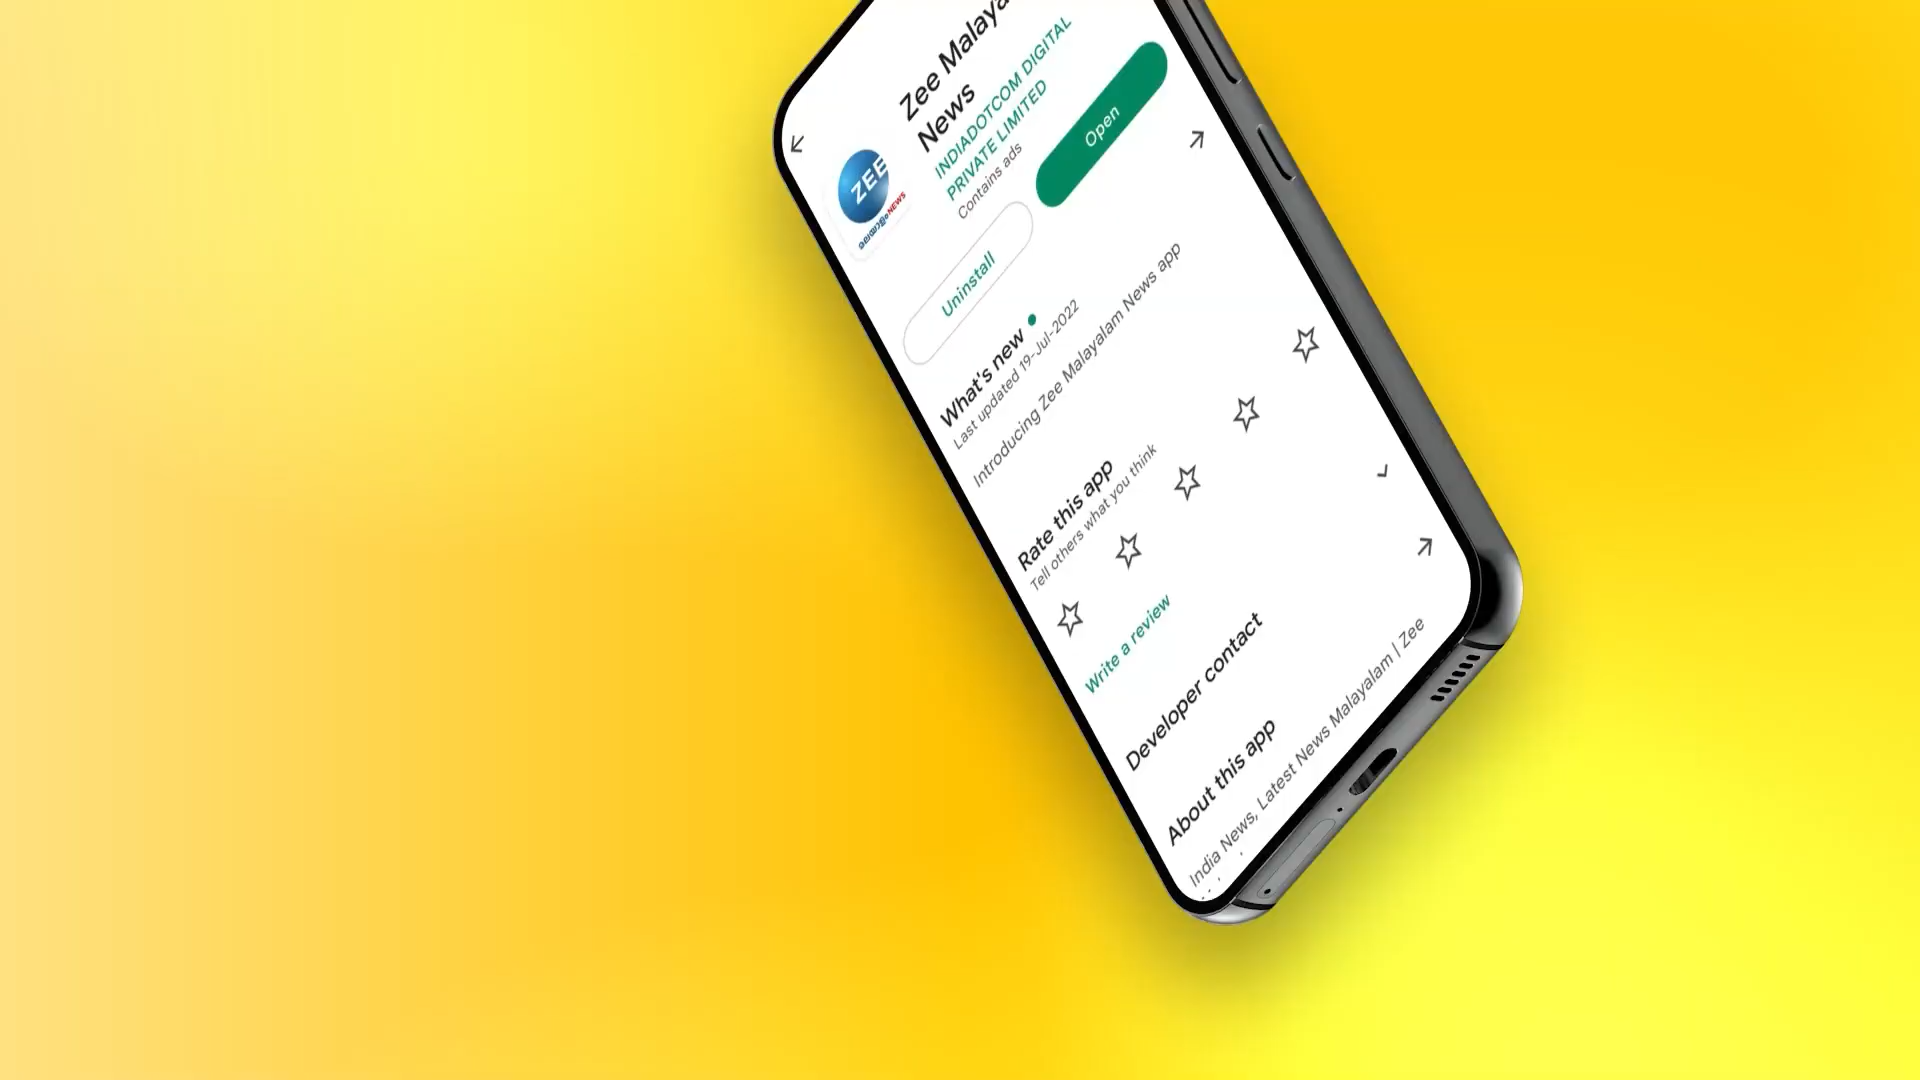 Zee Malaya
News
INDIADOTCOM DIGITAL
PRIVATE LIMITED
Contains ads
ZEE
മലയാളം NEWS
Uninstall
Open
What's new
Last updated 19-Jul-2022
Introducing Zee Malayalam News app
Rate this app
Tell others what you think
Write a review
Developer contact
About this app
India News, Latest News Malayalam | Zee